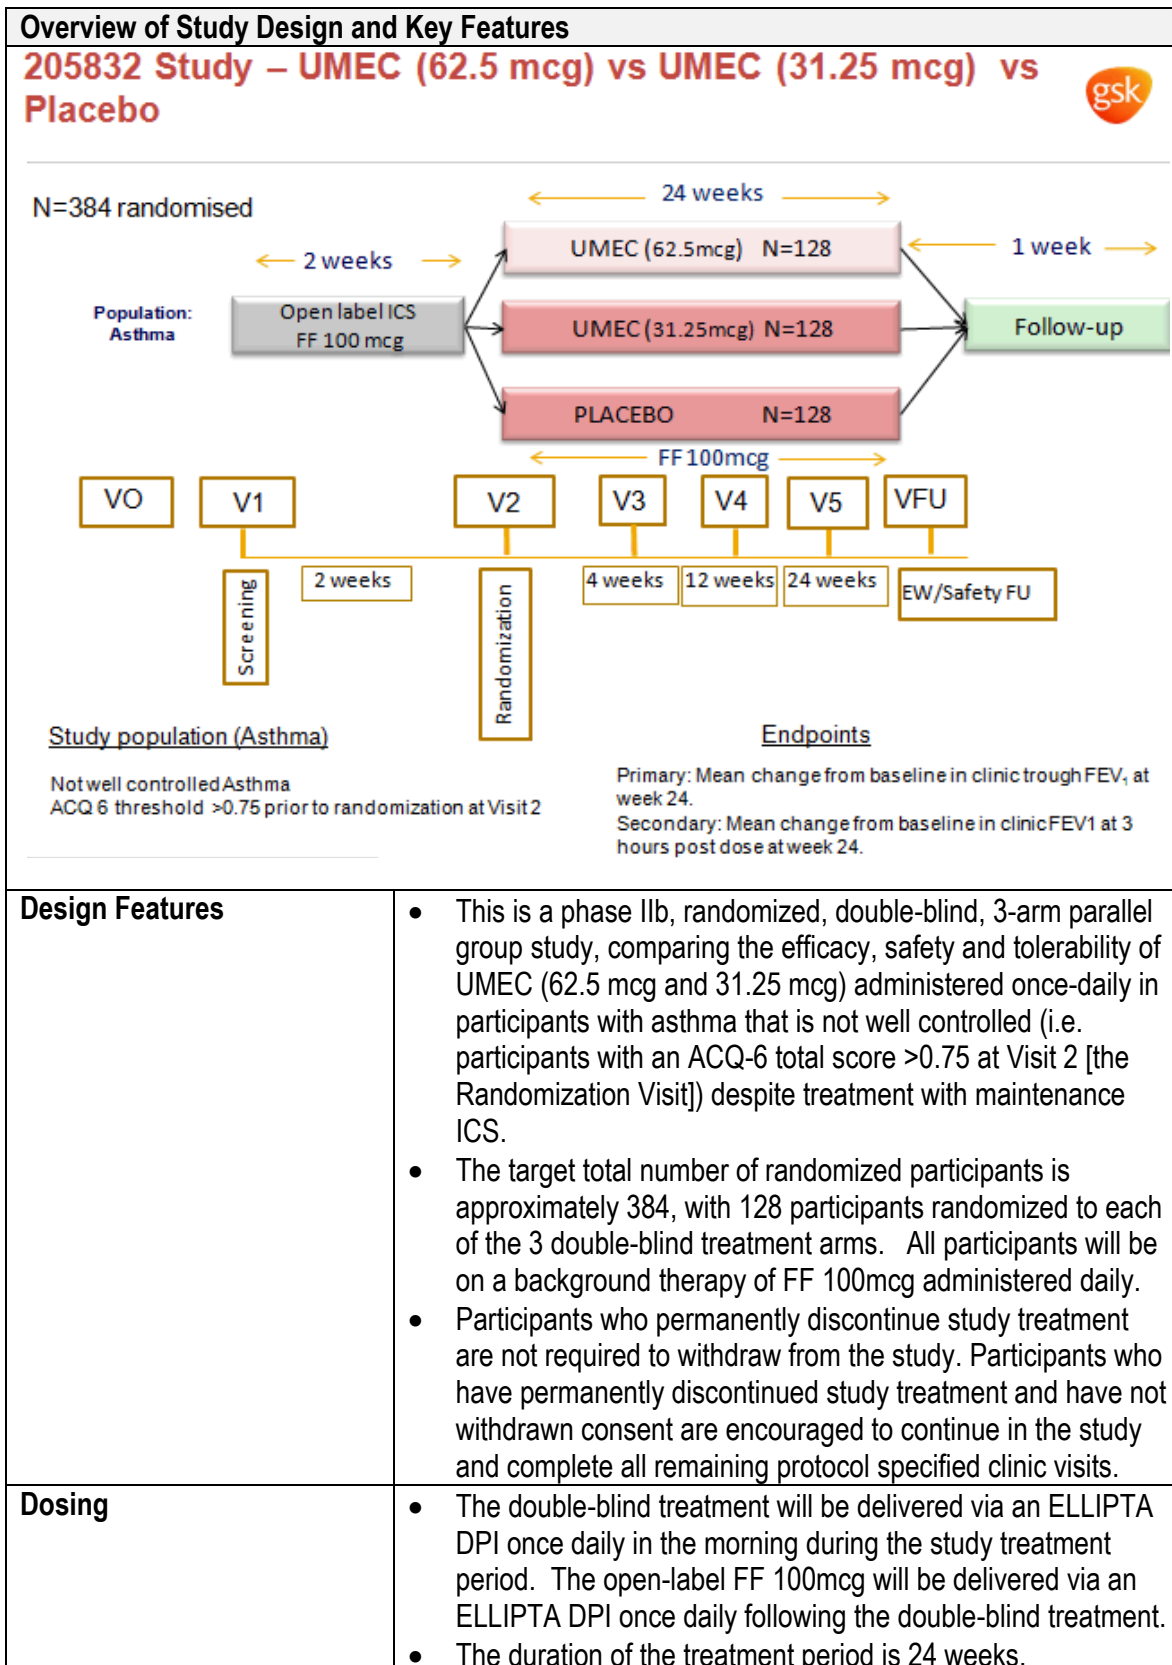 Overview of Study Design and Key Features
205832 Study – UMEC (62.5 mcg) vs UMEC (31.25 mcg) vs
Placebo
gsk
N=384 randomised
24 weeks
2 weeks
UMEC (62.5mcg) N=128
1 week
Population:
Asthma
Open label ICS
FF 100 mcg
UMEC (31.25mcg) N=128
Follow-up
PLACEBO N=128
FF100mcg
VO
V1
V2
V3
V4
V5
VFU
Screening
2 weeks
Randomization
4 weeks
12 weeks
24 weeks
EW/Safety FU
Study population (Asthma)
Not well controlled Asthma
ACQ 6 threshold >0.75 prior to randomization at Visit 2
Endpoints
Primary: Mean change from baseline in clinic trough FEV₁ at
week 24.
Secondary: Mean change from baseline in clinic FEV1 at 3
hours post dose at week 24.
Design Features
• This is a phase IIb, randomized, double-blind, 3-arm parallel
group study, comparing the efficacy, safety and tolerability of
UMEC (62.5 mcg and 31.25 mcg) administered once-daily in
participants with asthma that is not well controlled (i.e.
participants with an ACQ-6 total score >0.75 at Visit 2 [the
Randomization Visit]) despite treatment with maintenance
ICS.
• The target total number of randomized participants is
approximately 384, with 128 participants randomized to each
of the 3 double-blind treatment arms. All participants will be
on a background therapy of FF 100mcg administered daily.
• Participants who permanently discontinue study treatment
are not required to withdraw from the study. Participants who
have permanently discontinued study treatment and have not
withdrawn consent are encouraged to continue in the study
and complete all remaining protocol specified clinic visits.
Dosing
• The double-blind treatment will be delivered via an ELLIPTA
DPI once daily in the morning during the study treatment
period. The open-label FF 100mcg will be delivered via an
ELLIPTA DPI once daily following the double-blind treatment.
• The duration of the treatment period is 24 weeks.